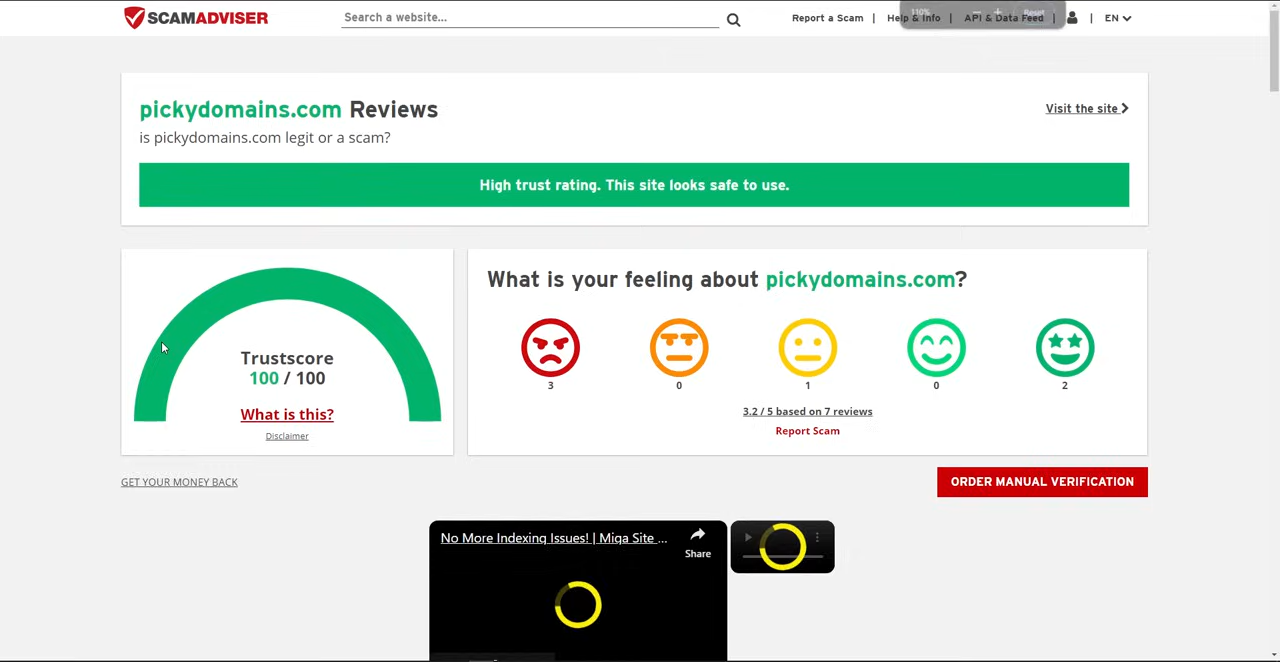 SCAMADVISER
Search a website...
Report a Scam | Help & Info | API & Data Feed | | EN
110% − + Reset
pickydomains.com Reviews
Visit the site
is pickydomains.com legit or a scam?
High trust rating. This site looks safe to use.
Trustscore
100 / 100
What is this?
Disclaimer
What is your feeling about pickydomains.com?
3 0 1 0 2
3.2 / 5 based on 7 reviews
Report Scam
GET YOUR MONEY BACK
ORDER MANUAL VERIFICATION
No More Indexing Issues! | Miga Site ...
Share